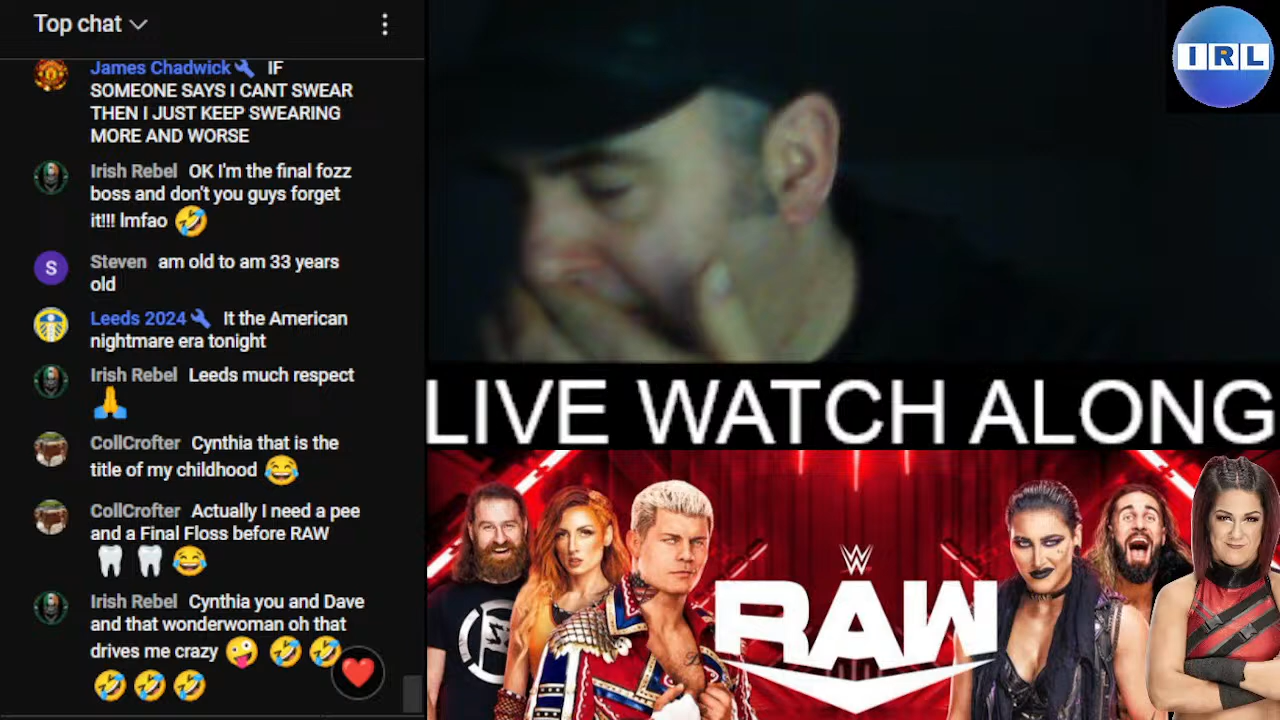 Top chat
James Chadwick IF
SOMEONE SAYS I CANT SWEAR
THEN I JUST KEEP SWEARING
MORE AND WORSE
Irish Rebel OK I'm the final fozz
boss and don't you guys forget
it!!! lmfao 🤣
S
Steven am old to am 33 years
old
Leeds 2024 It the American
nightmare era tonight
Irish Rebel Leeds much respect
🙏
CollCrofter Cynthia that is the
title of my childhood 😂
CollCrofter Actually I need a pee
and a Final Floss before RAW
🦷 🦷 😂
Irish Rebel Cynthia you and Dave
and that wonderwoman oh that
drives me crazy 🤪 🤣 🤣
🤣 🤣 🤣
IRL
LIVE WATCH ALONG
W
RAW